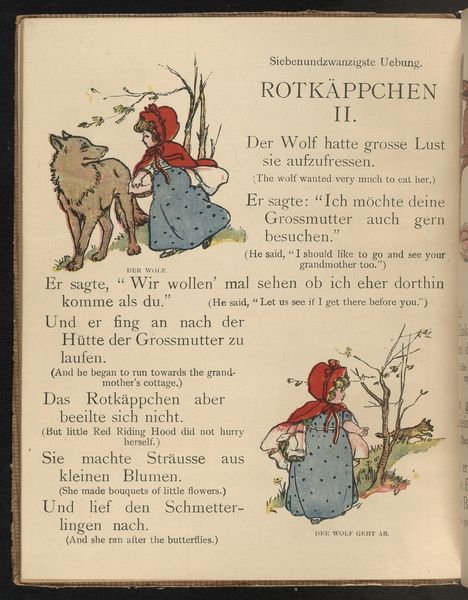 Siebenundzwanzigste Uebung.
ROTKÄPPCHEN
II.
Der Wolf hatte grosse Lust
sie aufzufressen.
(The wolf wanted very much to eat her.)
Er sagte: “Ich möchte deine
Grossmutter auch gern
besuchen.”
(He said, “I should like to go and see your
grandmother too.”)
DER WOLF.
Er sagte, “Wir wollen’ mal sehen ob ich eher dorthin
komme als du.” (He said, “Let us see if I get there before you.”)
Und er fing an nach der
Hütte der Grossmutter zu
laufen.
(And he began to run towards the grand-
mother’s cottage.)
Das Rotkäppchen aber
beeilte sich nicht.
(But little Red Riding Hood did not hurry
herself.)
Sie machte Sträusse aus
kleinen Blumen.
(She made bouquets of little flowers.)
Und lief den Schmetter-
lingen nach.
(And she ran after the butterflies.)
DER WOLF GEHT AB.